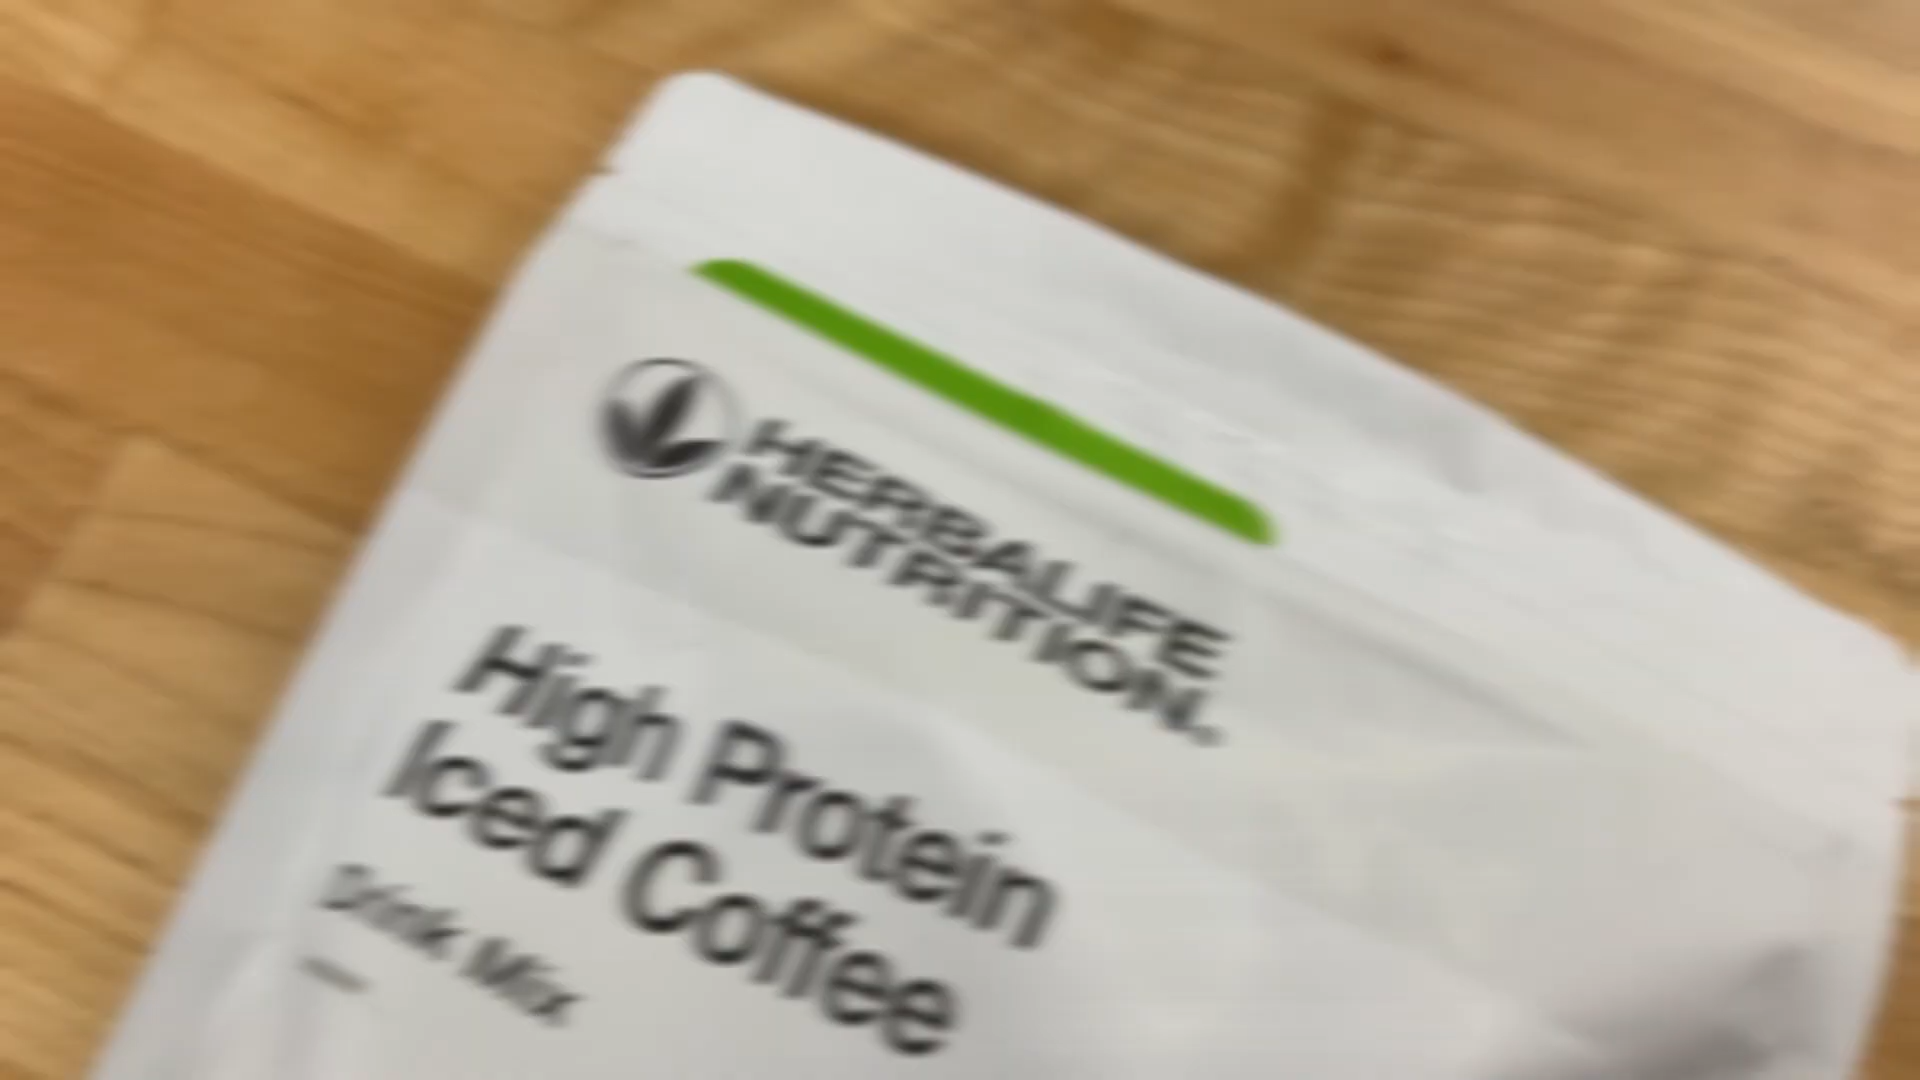 HERBALIFE
NUTRITION.
High Protein
Iced Coffee
Drink Mix